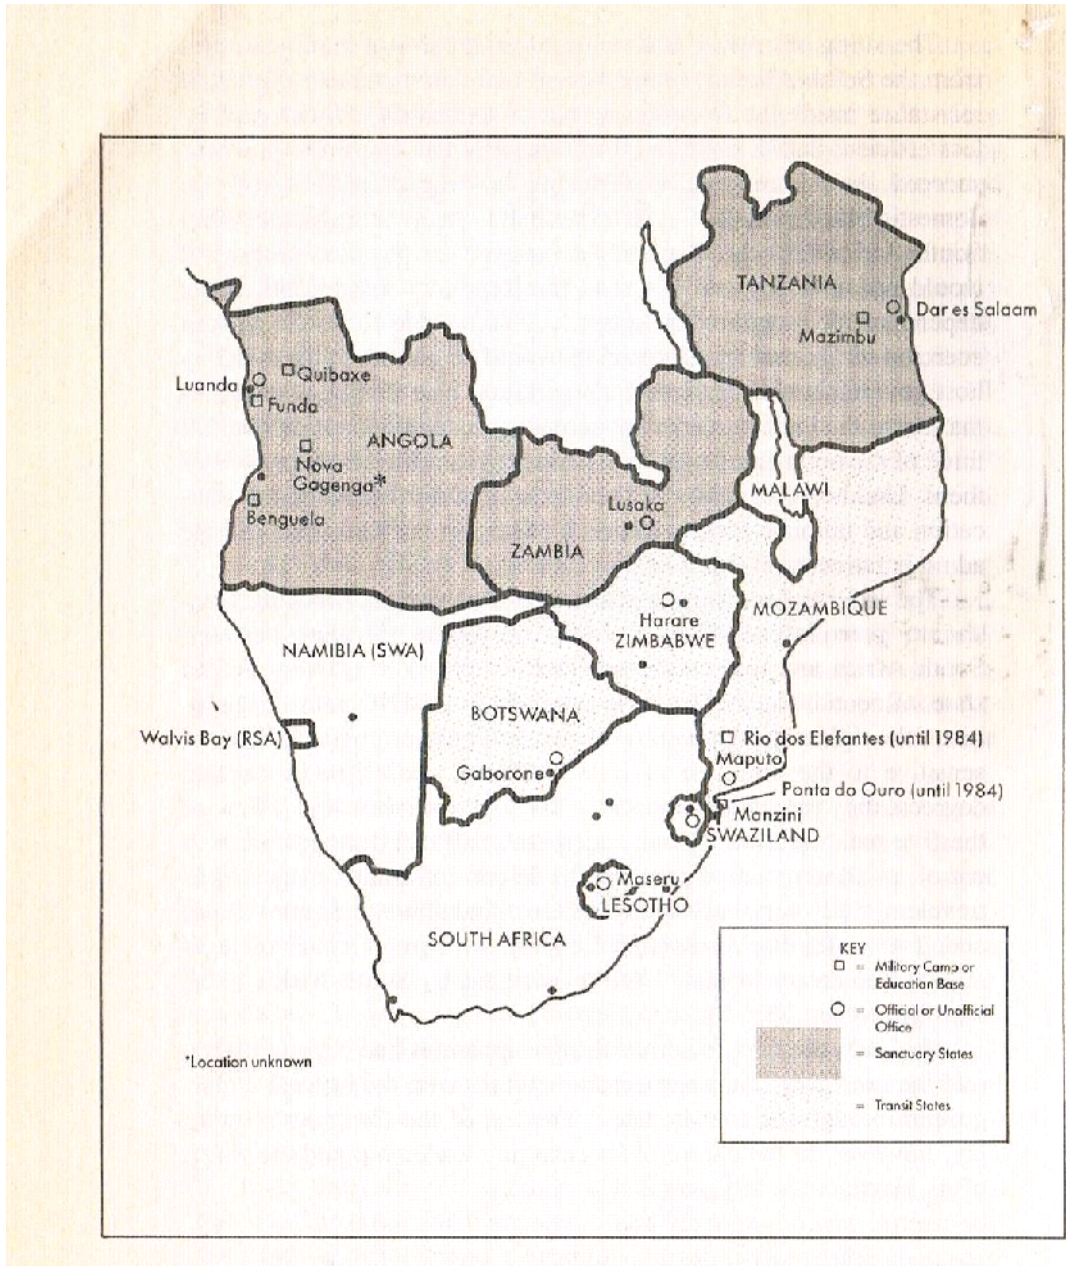 TANZANIA
Dar es Salaam
Mazimbu
Luanda
Quibaxe
Funda
ANGOLA
Nova
Gagenga*
Benguela
MALAWI
Lusaka
ZAMBIA
MOZAMBIQUE
Harare
ZIMBABWE
NAMIBIA (SWA)
BOTSWANA
Walvis Bay (RSA)
Rio dos Elefantes (until 1984)
Maputo
Gaborone
Ponta do Ouro (until 1984)
Manzini
SWAZILAND
Maseru
LESOTHO
SOUTH AFRICA
KEY
= Military Camp or
Education Base
= Official or Unofficial
Office
= Sanctuary States
= Transit States
*Location unknown